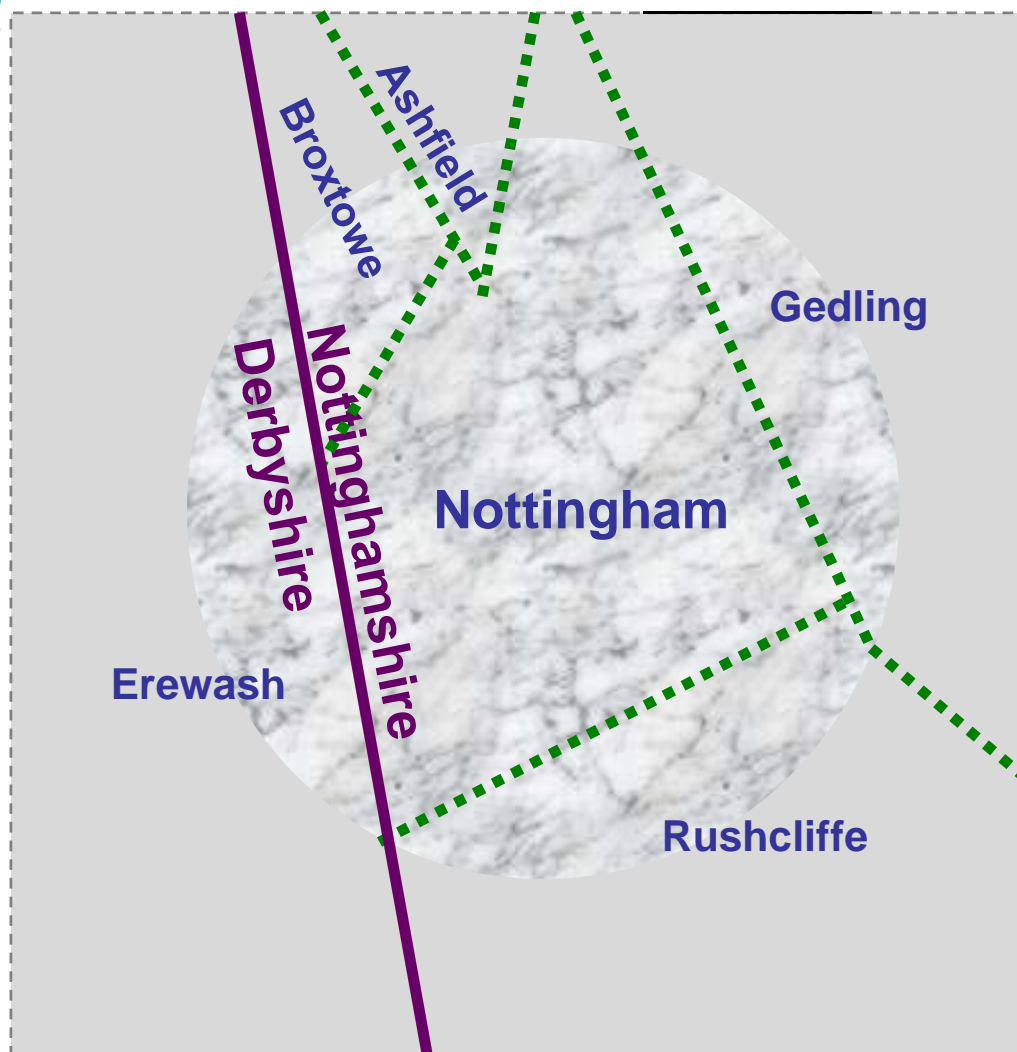 Ashfield
Broxtowe
Gedling
Derbyshire
Nottinghamshire
Nottingham
Erewash
Rushcliffe